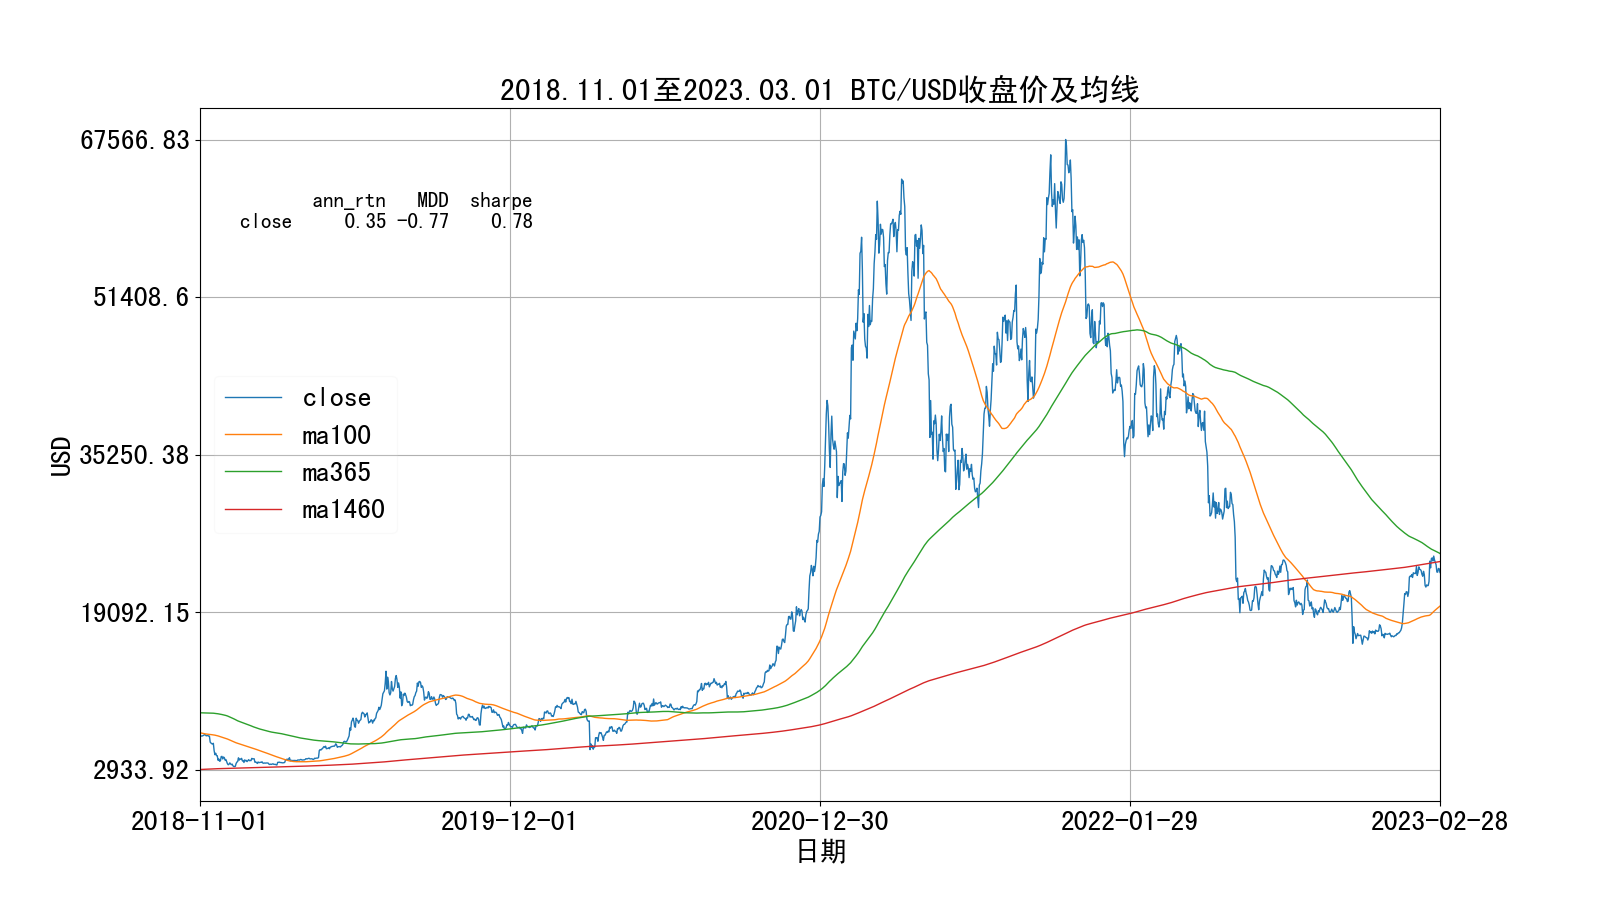 2018.11.01至2023.03.01 BTC/USD收盘价及均线
67566.83
51408.6
35250.38
19092.15
2933.92
USD
ann_rtn MDD sharpe
close 0.35 -0.77 0.78
close
ma100
ma365
ma1460
2018-11-01 2019-12-01 2020-12-30 2022-01-29 2023-02-28
日期